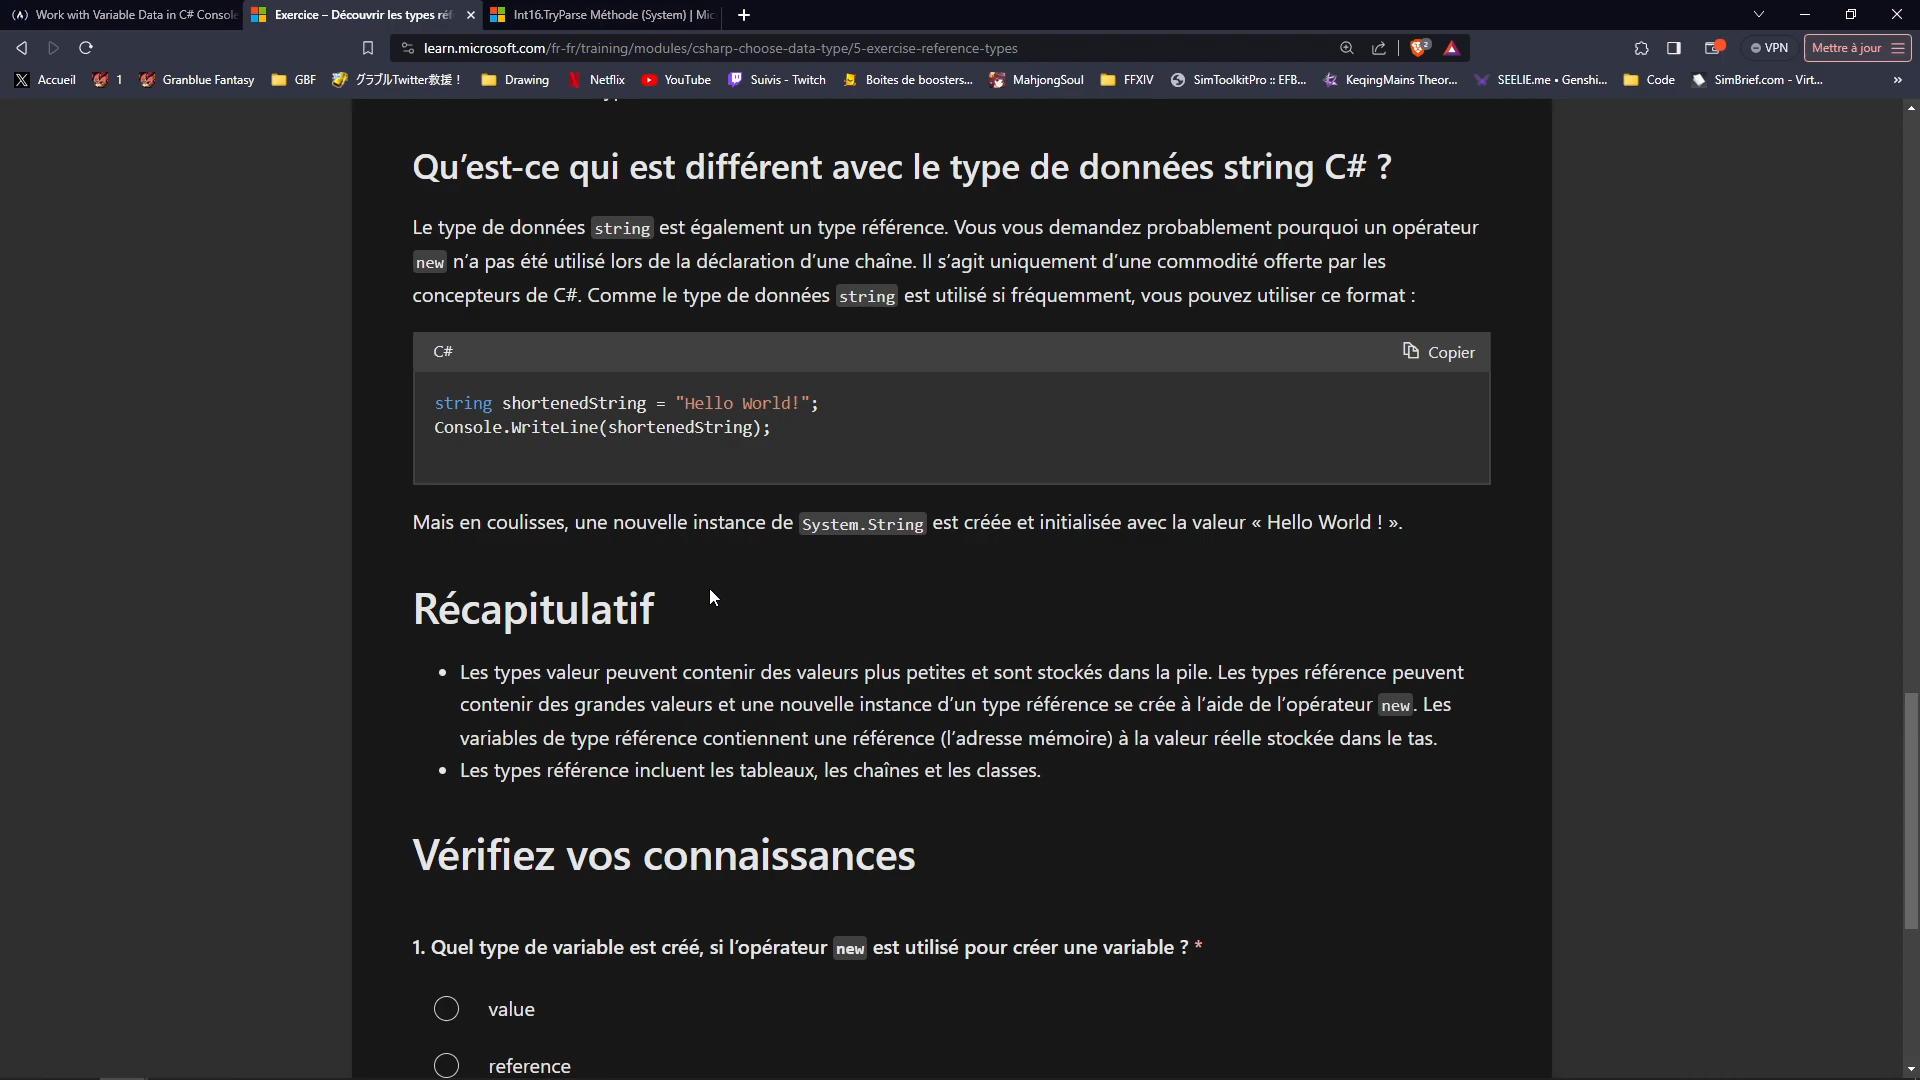 Work with Variable Data in C# Console
Exercice – Découvrir les types réf
Int16.TryParse Méthode (System) | Mic
learn.microsoft.com/fr-fr/training/modules/csharp-choose-data-type/5-exercise-reference-types
2
VPN
Mettre à jour
Accueil
1
Granblue Fantasy
GBF
グラブルTwitter救援！
Drawing
Netflix
YouTube
Suivis - Twitch
Boites de boosters...
MahjongSoul
FFXIV
SimToolkitPro :: EFB...
KeqingMains Theor...
SEELIE.me • Genshi...
Code
SimBrief.com - Virt...
»
Qu’est-ce qui est différent avec le type de données string C# ?
Le type de données string est également un type référence. Vous vous demandez probablement pourquoi un opérateur
new n’a pas été utilisé lors de la déclaration d’une chaîne. Il s’agit uniquement d’une commodité offerte par les
concepteurs de C#. Comme le type de données string est utilisé si fréquemment, vous pouvez utiliser ce format :
C#
Copier
string shortenedString = "Hello World!";
Console.WriteLine(shortenedString);
Mais en coulisses, une nouvelle instance de System.String est créée et initialisée avec la valeur « Hello World ! ».
Récapitulatif
• Les types valeur peuvent contenir des valeurs plus petites et sont stockés dans la pile. Les types référence peuvent
contenir des grandes valeurs et une nouvelle instance d’un type référence se crée à l’aide de l’opérateur new. Les
variables de type référence contiennent une référence (l’adresse mémoire) à la valeur réelle stockée dans le tas.
• Les types référence incluent les tableaux, les chaînes et les classes.
Vérifiez vos connaissances
1. Quel type de variable est créé, si l’opérateur new est utilisé pour créer une variable ? *
value
reference